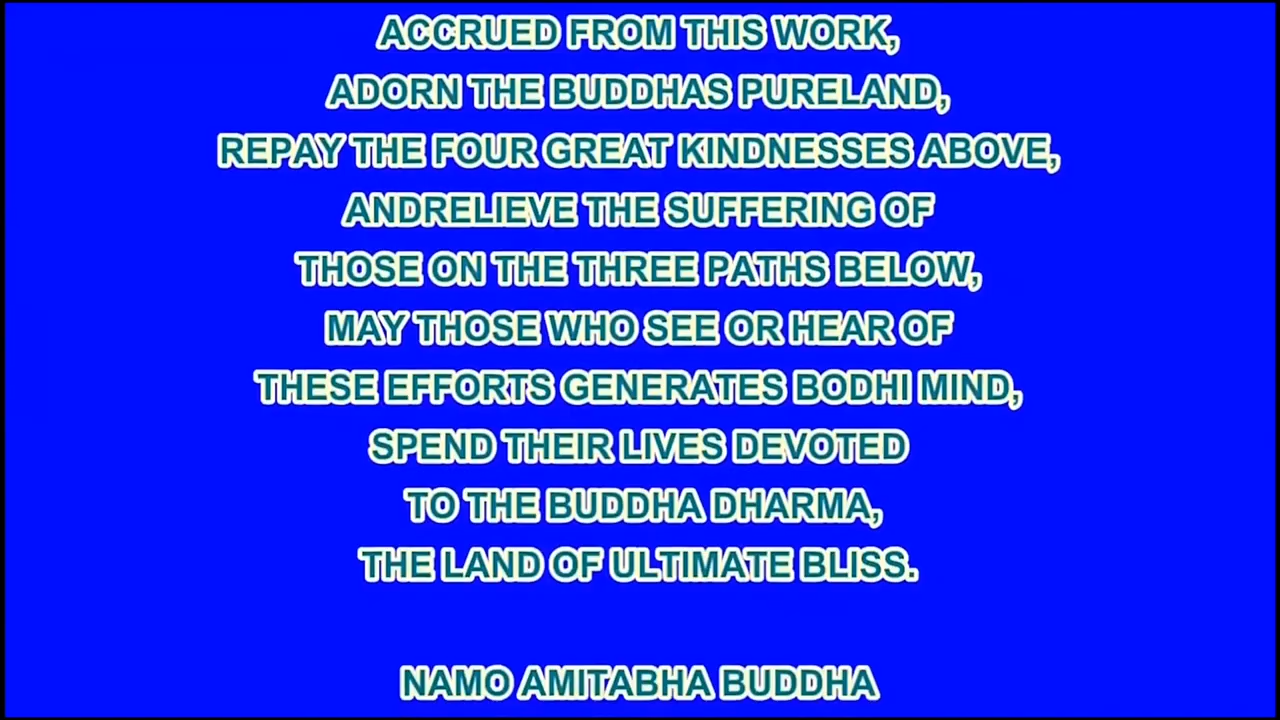 ACCRUED FROM THIS WORK,
ADORN THE BUDDHAS PURELAND,
REPAY THE FOUR GREAT KINDNESSES ABOVE,
ANDRELIEVE THE SUFFERING OF
THOSE ON THE THREE PATHS BELOW,
MAY THOSE WHO SEE OR HEAR OF
THESE EFFORTS GENERATES BODHI MIND,
SPEND THEIR LIVES DEVOTED
TO THE BUDDHA DHARMA,
THE LAND OF ULTIMATE BLISS.
NAMO AMITABHA BUDDHA